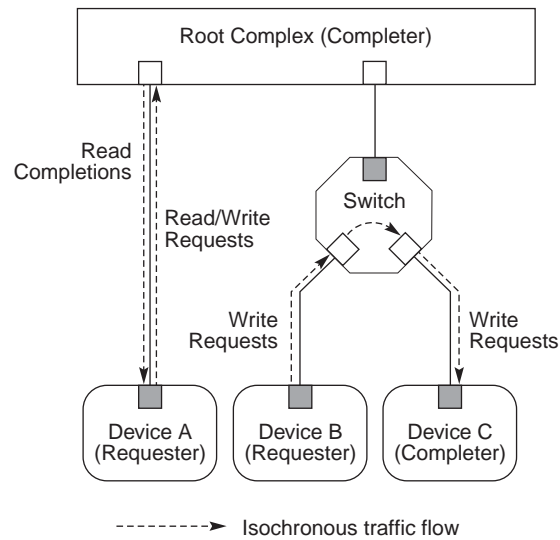 Root Complex (Completer)
Read
Completions
Read/Write
Requests
Switch
Write
Requests
Write
Requests
Device A
(Requester)
Device B
(Requester)
Device C
(Completer)
Isochronous traffic flow